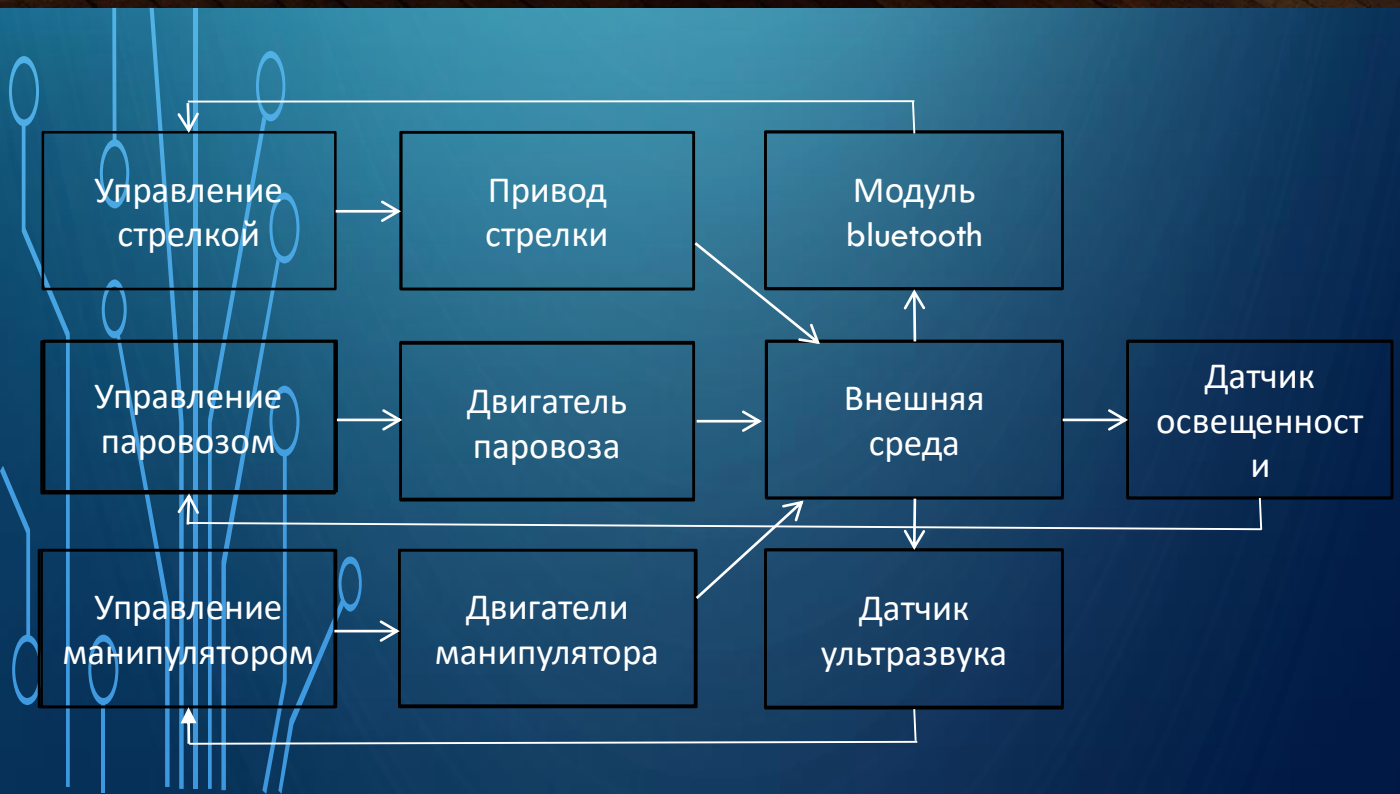 Управление
стрелкой
Привод
стрелки
Модуль
bluetooth
Управление
паровозом
Двигатель
паровоза
Внешняя
среда
Датчик
освещенност
и
Управление
манипулятором
Двигатели
манипулятора
Датчик
ультразвука